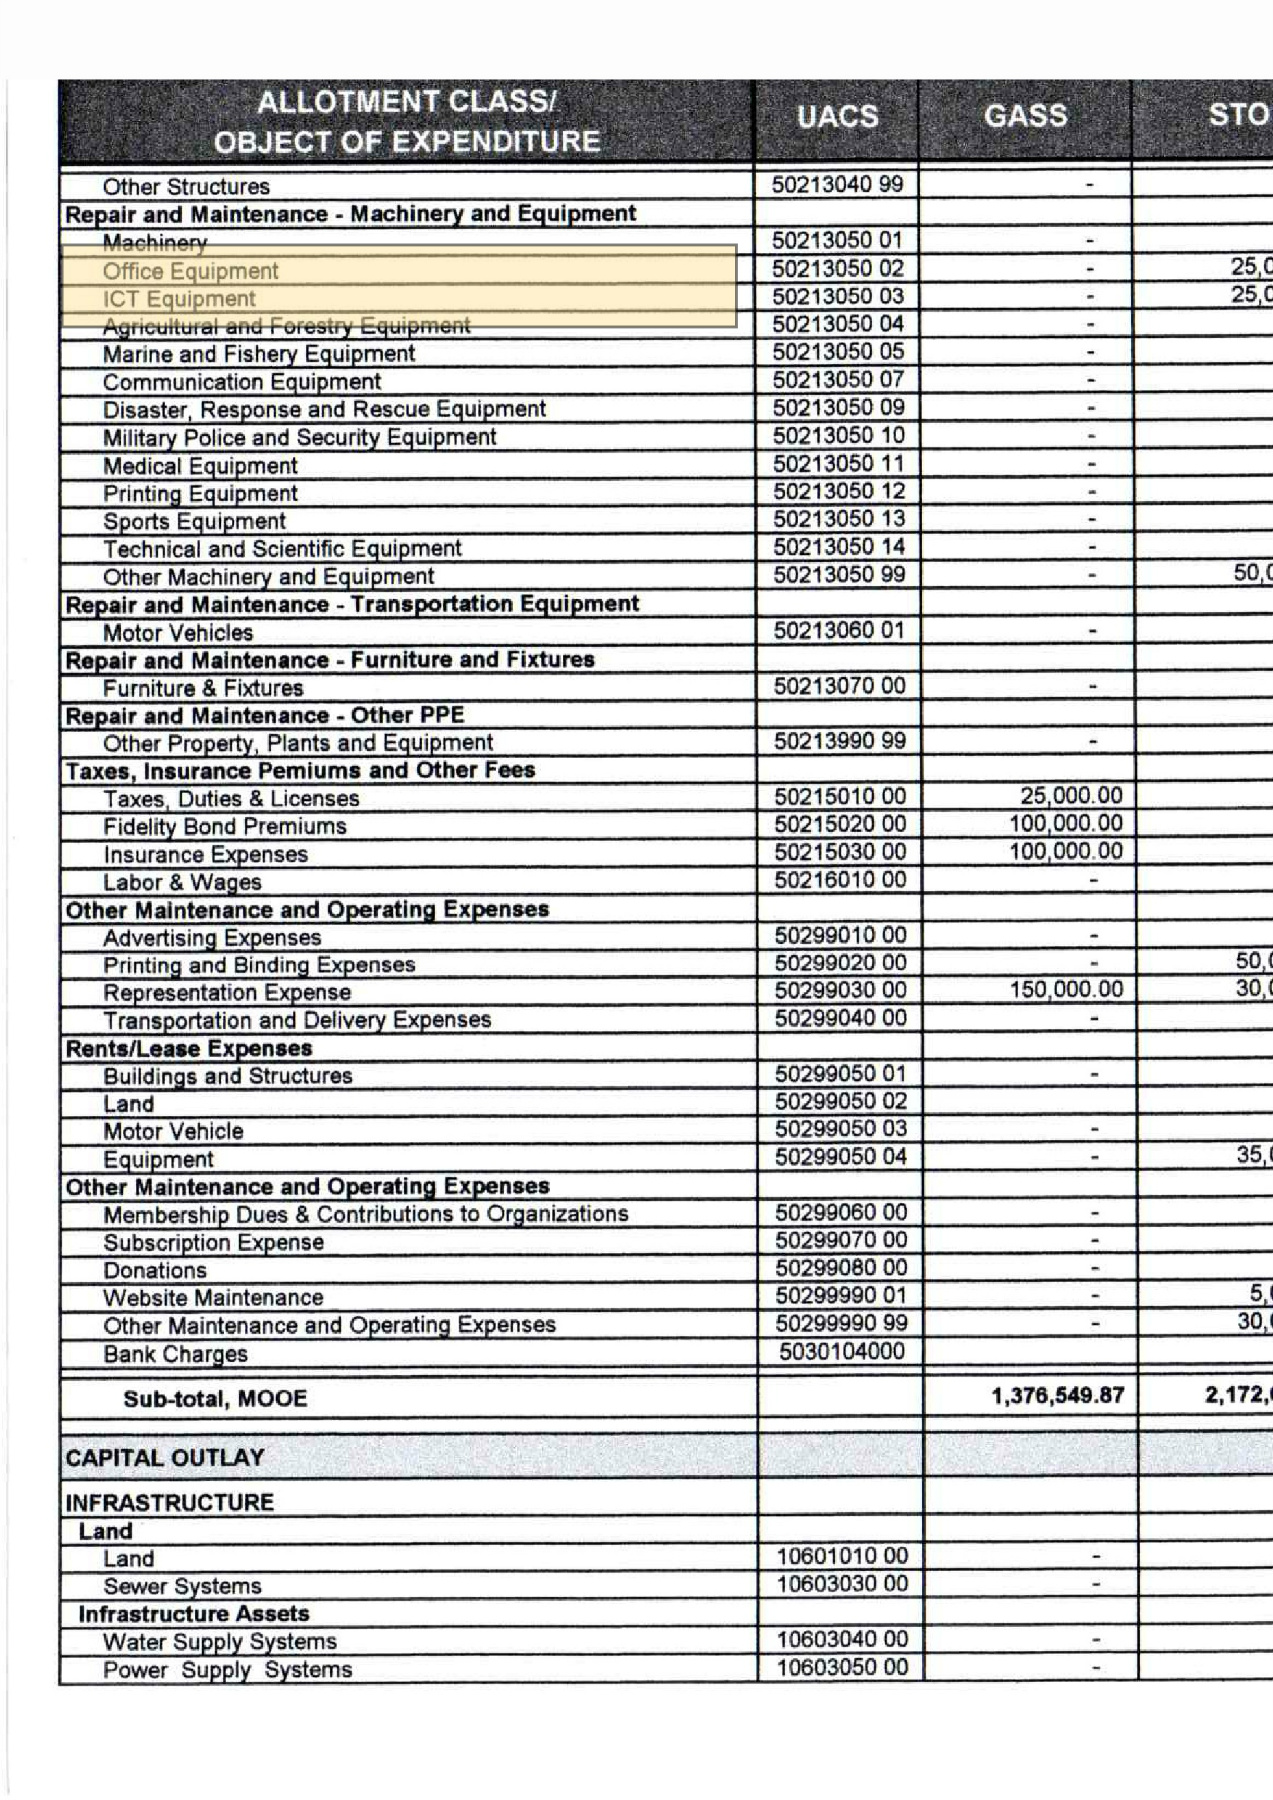 ALLOTMENT CLASS/ OBJECT OF EXPENDITURE UACS GASS STO
Other Structures 50213040 99 -
Repair and Maintenance - Machinery and Equipment
Machinery 50213050 01 -
Office Equipment 50213050 02 - 25,0
ICT Equipment 50213050 03 - 25,0
Agricultural and Forestry Equipment 50213050 04 -
Marine and Fishery Equipment 50213050 05 -
Communication Equipment 50213050 07 -
Disaster, Response and Rescue Equipment 50213050 09 -
Military Police and Security Equipment 50213050 10 -
Medical Equipment 50213050 11 -
Printing Equipment 50213050 12 -
Sports Equipment 50213050 13 -
Technical and Scientific Equipment 50213050 14 -
Other Machinery and Equipment 50213050 99 - 50,0
Repair and Maintenance - Transportation Equipment
Motor Vehicles 50213060 01 -
Repair and Maintenance - Furniture and Fixtures
Furniture & Fixtures 50213070 00 -
Repair and Maintenance - Other PPE
Other Property, Plants and Equipment 50213990 99 -
Taxes, Insurance Pemiums and Other Fees
Taxes, Duties & Licenses 50215010 00 25,000.00
Fidelity Bond Premiums 50215020 00 100,000.00
Insurance Expenses 50215030 00 100,000.00
Labor & Wages 50216010 00 -
Other Maintenance and Operating Expenses
Advertising Expenses 50299010 00 -
Printing and Binding Expenses 50299020 00 - 50,0
Representation Expense 50299030 00 150,000.00 30,0
Transportation and Delivery Expenses 50299040 00 -
Rents/Lease Expenses
Buildings and Structures 50299050 01 -
Land 50299050 02
Motor Vehicle 50299050 03 -
Equipment 50299050 04 - 35,0
Other Maintenance and Operating Expenses
Membership Dues & Contributions to Organizations 50299060 00 -
Subscription Expense 50299070 00 -
Donations 50299080 00 -
Website Maintenance 50299990 01 - 5,0
Other Maintenance and Operating Expenses 50299990 99 - 30,0
Bank Charges 5030104000
Sub-total, MOOE 1,376,549.87 2,172,0
CAPITAL OUTLAY
INFRASTRUCTURE
Land
Land 10601010 00 -
Sewer Systems 10603030 00 -
Infrastructure Assets
Water Supply Systems 10603040 00 -
Power Supply Systems 10603050 00 -